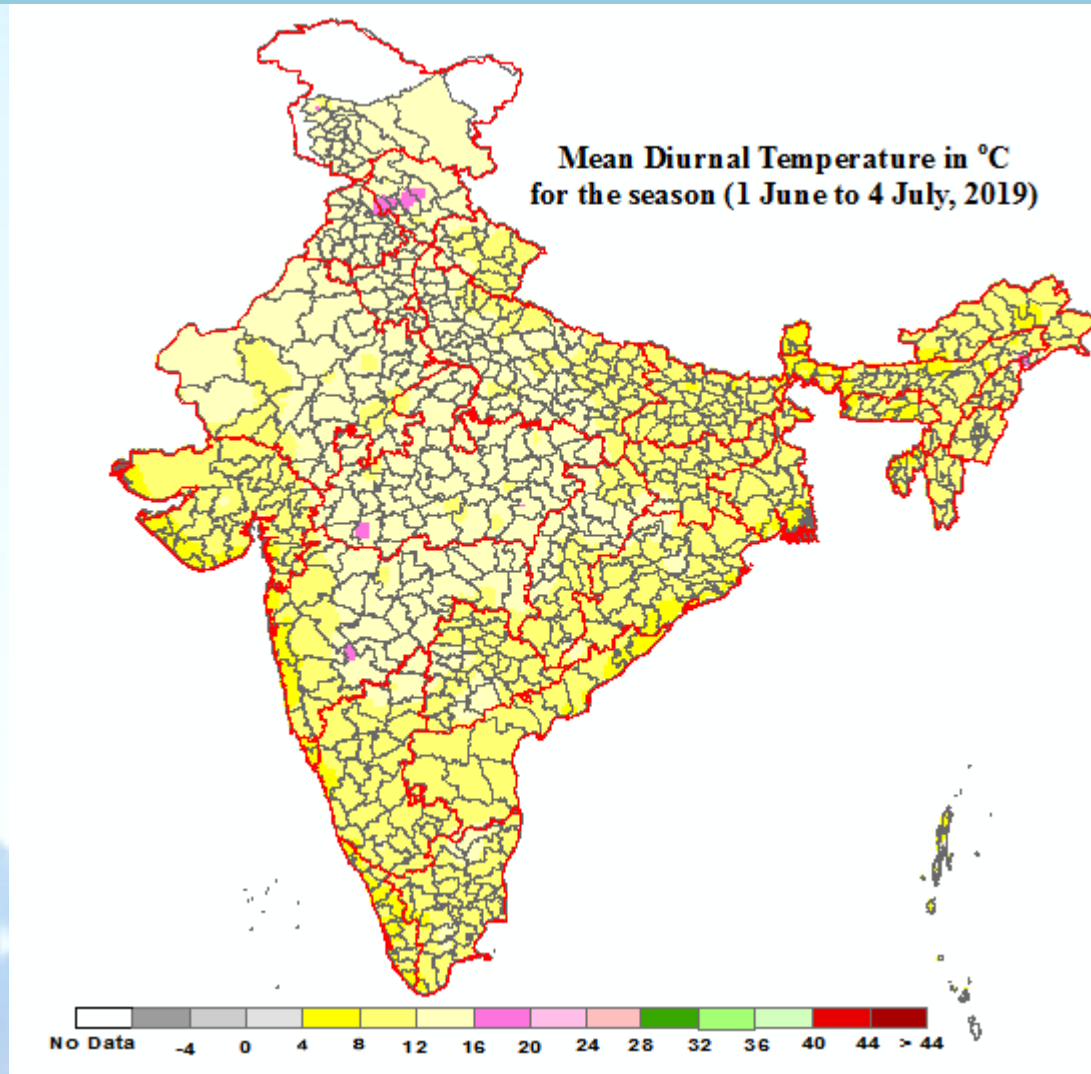 Mean Diurnal Temperature in °C
for the season (1 June to 4 July, 2019)
No Data -4 0 4 8 12 16 20 24 28 32 36 40 44 > 44